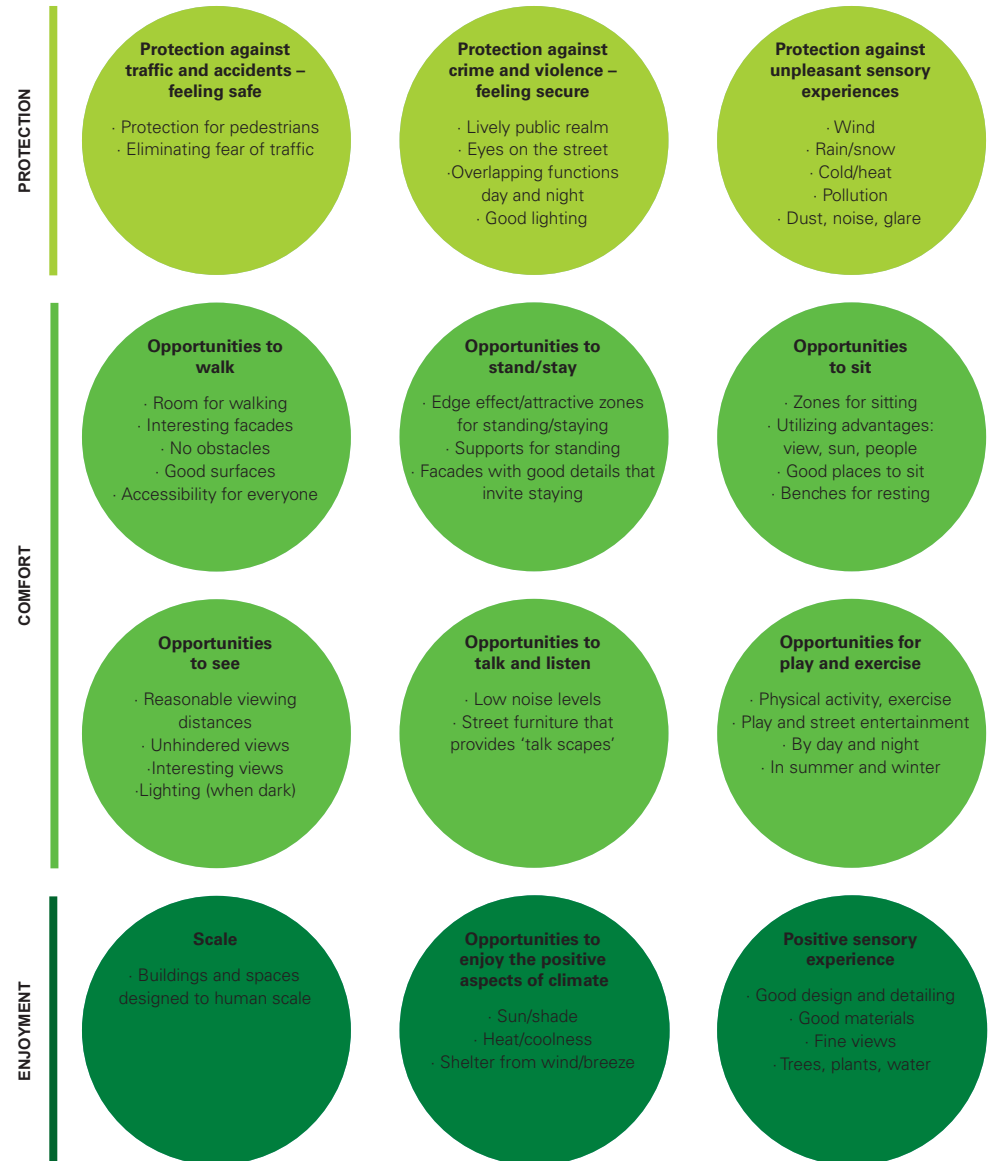 PROTECTION
Protection against
traffic and accidents –
feeling safe
· Protection for pedestrians
· Eliminating fear of traffic
Protection against
crime and violence –
feeling secure
· Lively public realm
· Eyes on the street
·Overlapping functions
day and night
· Good lighting
Protection against
unpleasant sensory
experiences
· Wind
· Rain/snow
· Cold/heat
· Pollution
· Dust, noise, glare
COMFORT
Opportunities to
walk
· Room for walking
· Interesting facades
· No obstacles
· Good surfaces
· Accessibility for everyone
Opportunities to
stand/stay
· Edge effect/attractive zones
for standing/staying
· Supports for standing
· Facades with good details that
invite staying
Opportunities
to sit
· Zones for sitting
· Utilizing advantages:
view, sun, people
· Good places to sit
· Benches for resting
Opportunities
to see
· Reasonable viewing
distances
· Unhindered views
·Interesting views
·Lighting (when dark)
Opportunities to
talk and listen
· Low noise levels
· Street furniture that
provides ‘talk scapes’
Opportunities for
play and exercise
· Physical activity, exercise
· Play and street entertainment
· By day and night
· In summer and winter
ENJOYMENT
Scale
· Buildings and spaces
designed to human scale
Opportunities to
enjoy the positive
aspects of climate
· Sun/shade
· Heat/coolness
· Shelter from wind/breeze
Positive sensory
experience
· Good design and detailing
· Good materials
· Fine views
· Trees, plants, water